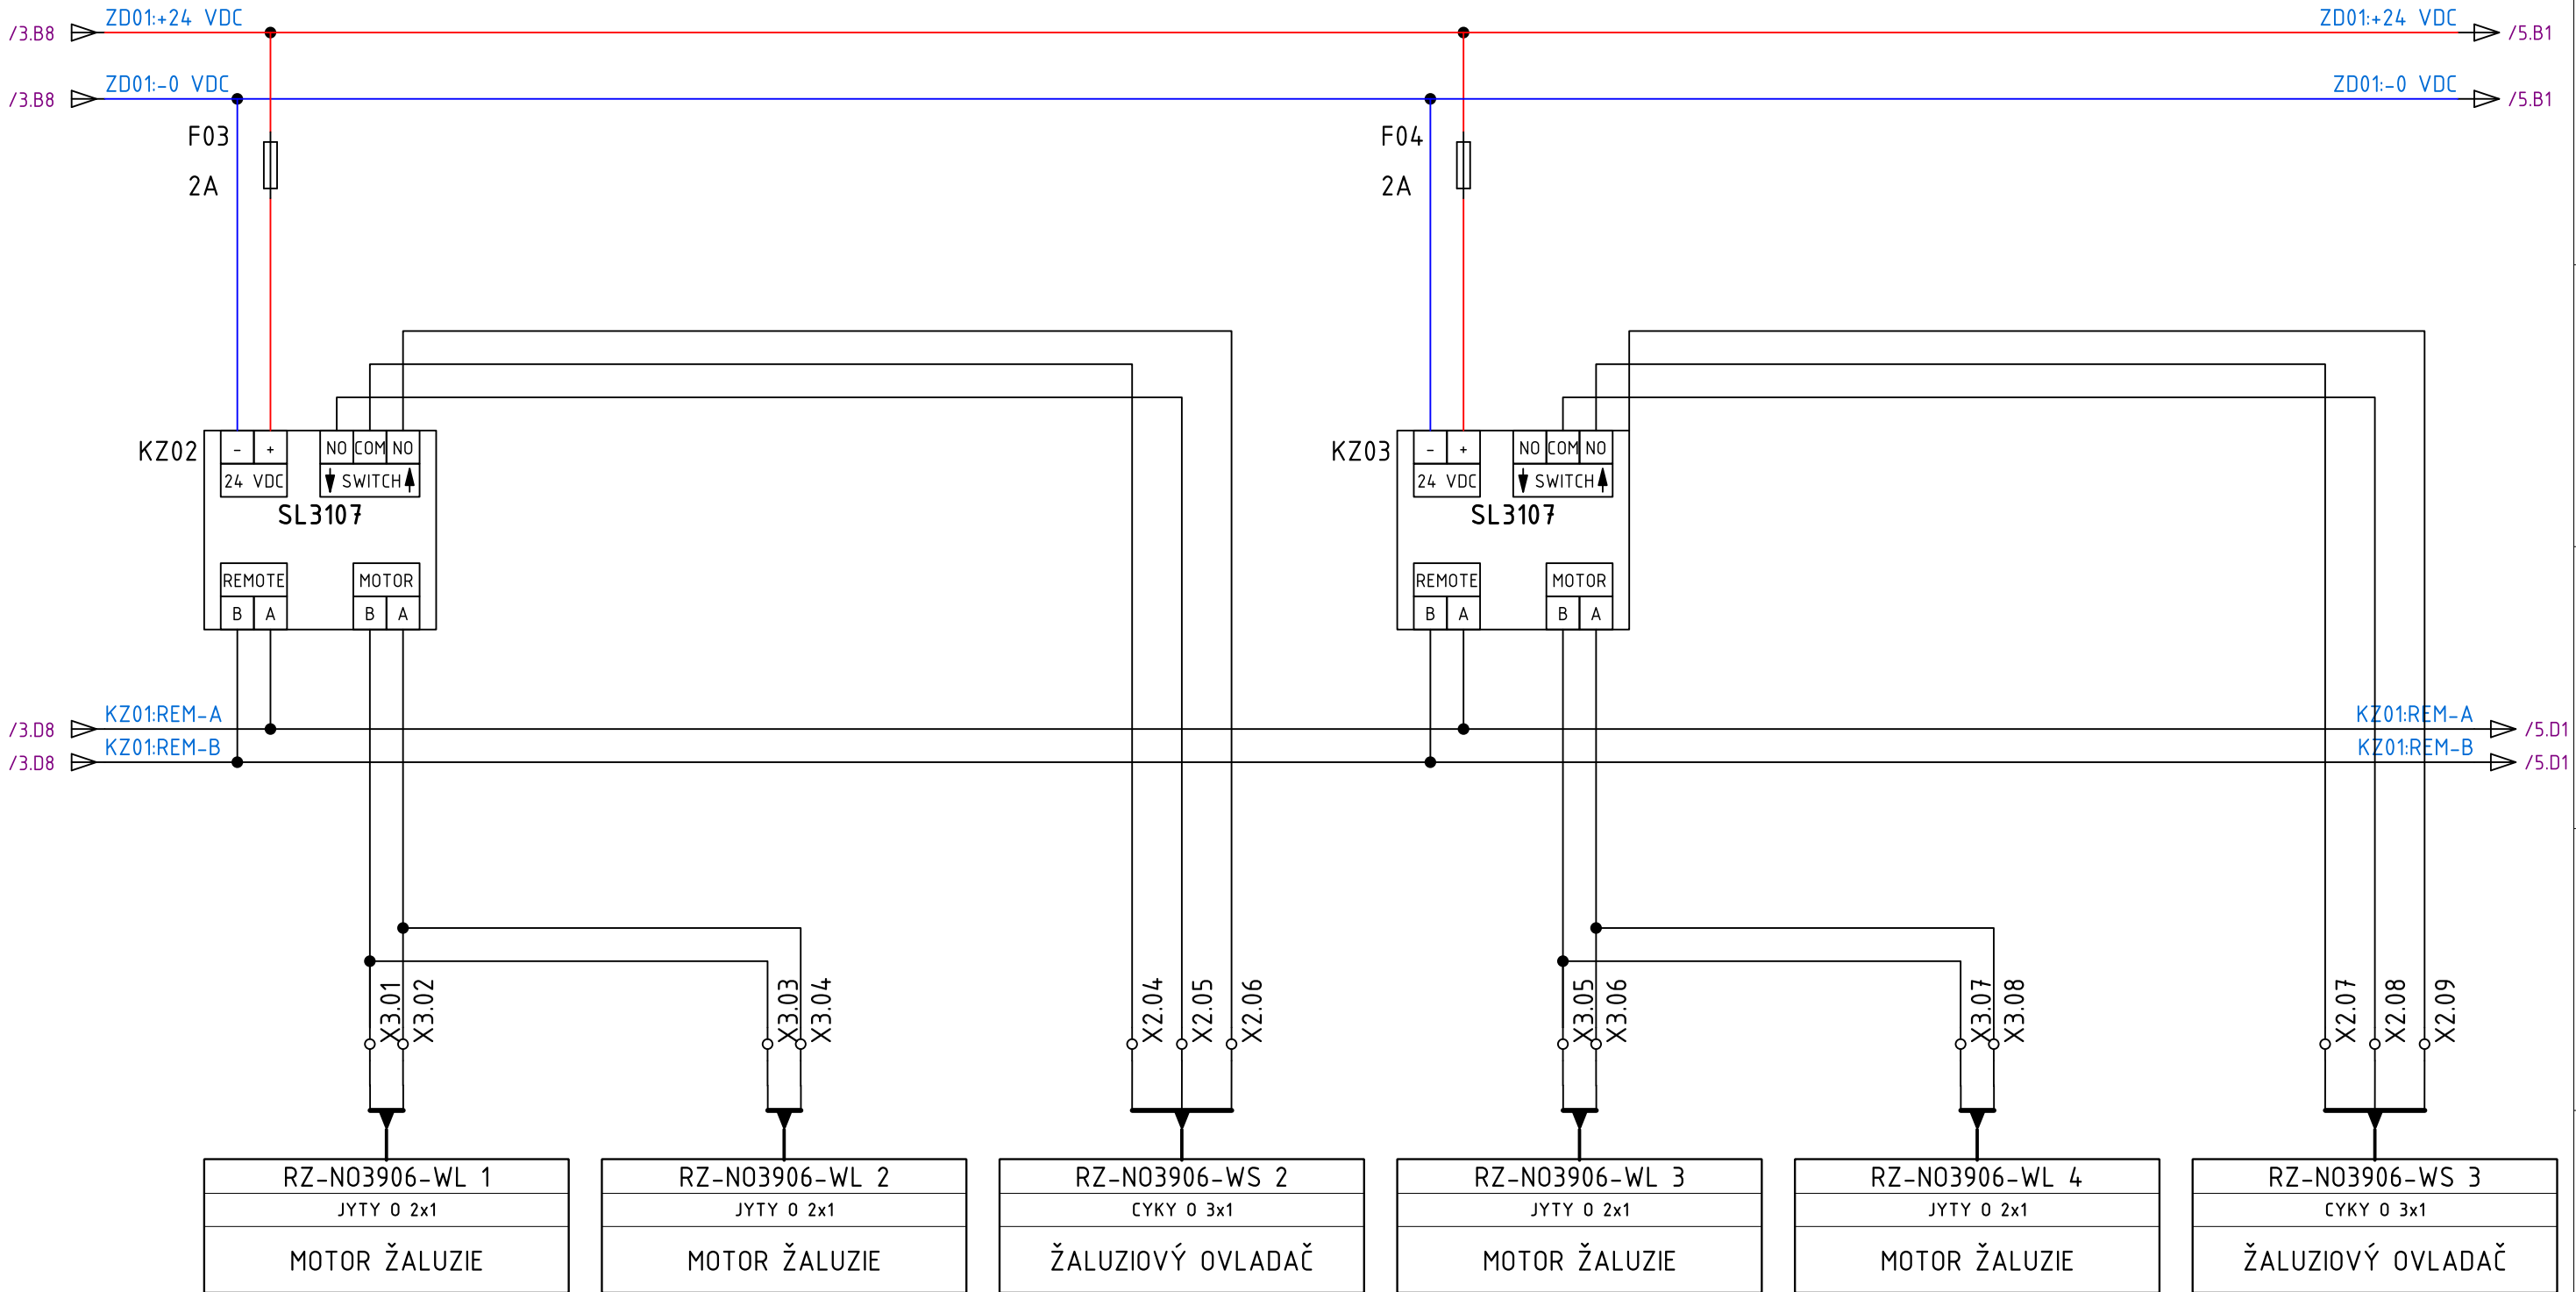 ZD01:+24 VDC
ZD01:+24 VDC
/3.B8
/5.B1
ZD01:-0 VDC
ZD01:-0 VDC
/3.B8
/5.B1
F03
2A
F04
2A
KZ02
- + NO COM NO
24 VDC SWITCH
SL3107
REMOTE MOTOR
B A B A
KZ03
- + NO COM NO
24 VDC SWITCH
SL3107
REMOTE MOTOR
B A B A
KZ01:REM-A
KZ01:REM-A
/3.D8
/5.D1
KZ01:REM-B
KZ01:REM-B
/3.D8
/5.D1
X3.01
X3.02
X3.03
X3.04
X2.04
X2.05
X2.06
X3.05
X3.06
X3.07
X3.08
X2.07
X2.08
X2.09
RZ-NO3906-WL 1
JYTY O 2x1
MOTOR ŽALUZIE
RZ-NO3906-WL 2
JYTY O 2x1
MOTOR ŽALUZIE
RZ-NO3906-WS 2
CYKY O 3x1
ŽALUZIOVÝ OVLADAČ
RZ-NO3906-WL 3
JYTY O 2x1
MOTOR ŽALUZIE
RZ-NO3906-WL 4
JYTY O 2x1
MOTOR ŽALUZIE
RZ-NO3906-WS 3
CYKY O 3x1
ŽALUZIOVÝ OVLADAČ